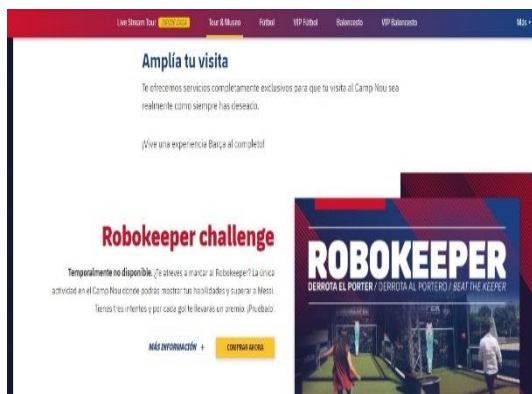 Live Stream Tour DESDE CASA Tour & Museo Fútbol VIP Fútbol Baloncesto VIP Baloncesto Más +
Amplía tu visita
Te ofrecemos servicios completamente exclusivos para que tu visita al Camp Nou sea
realmente como siempre has deseado.
¡Vive una experiencia Barça al completo!
Robokeeper challenge
Temporalmente no disponible. ¿Te atreves a marcar al Robokeeper? La única
actividad en el Camp Nou donde podrás mostrar tus habilidades y superar a Messi.
Tienes tres intentos y por cada gol te llevarás un premio. ¡Pruébalo!
MÁS INFORMACIÓN + COMPRAR AHORA
ROBOKEEPER
DERROTA EL PORTER / DERROTA AL PORTERO / BEAT THE KEEPER